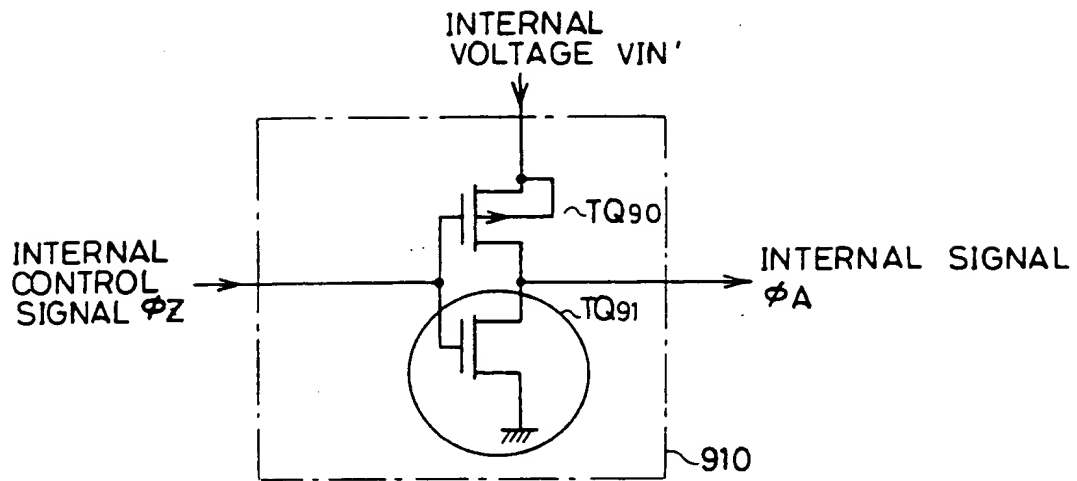 INTERNAL
VOLTAGE VIN'
TQ90
INTERNAL
CONTROL
SIGNAL φZ
INTERNAL SIGNAL
φA
TQ91
910